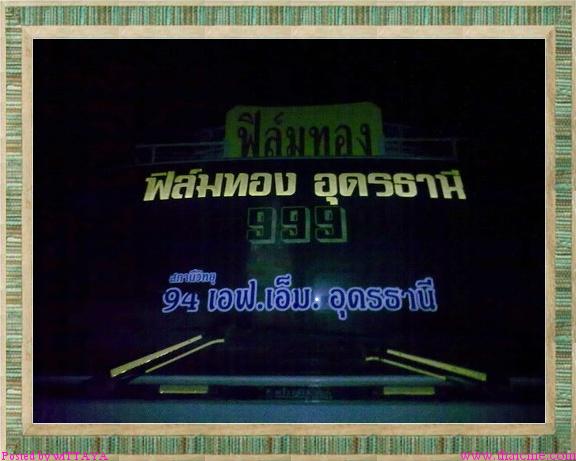 ฟิล์มทอง
ฟิล์มทอง อุดรธานี
999
สถานีวิทยุ
94 เอฟ.เอ็ม. อุดรธานี
Posted by MITAYA